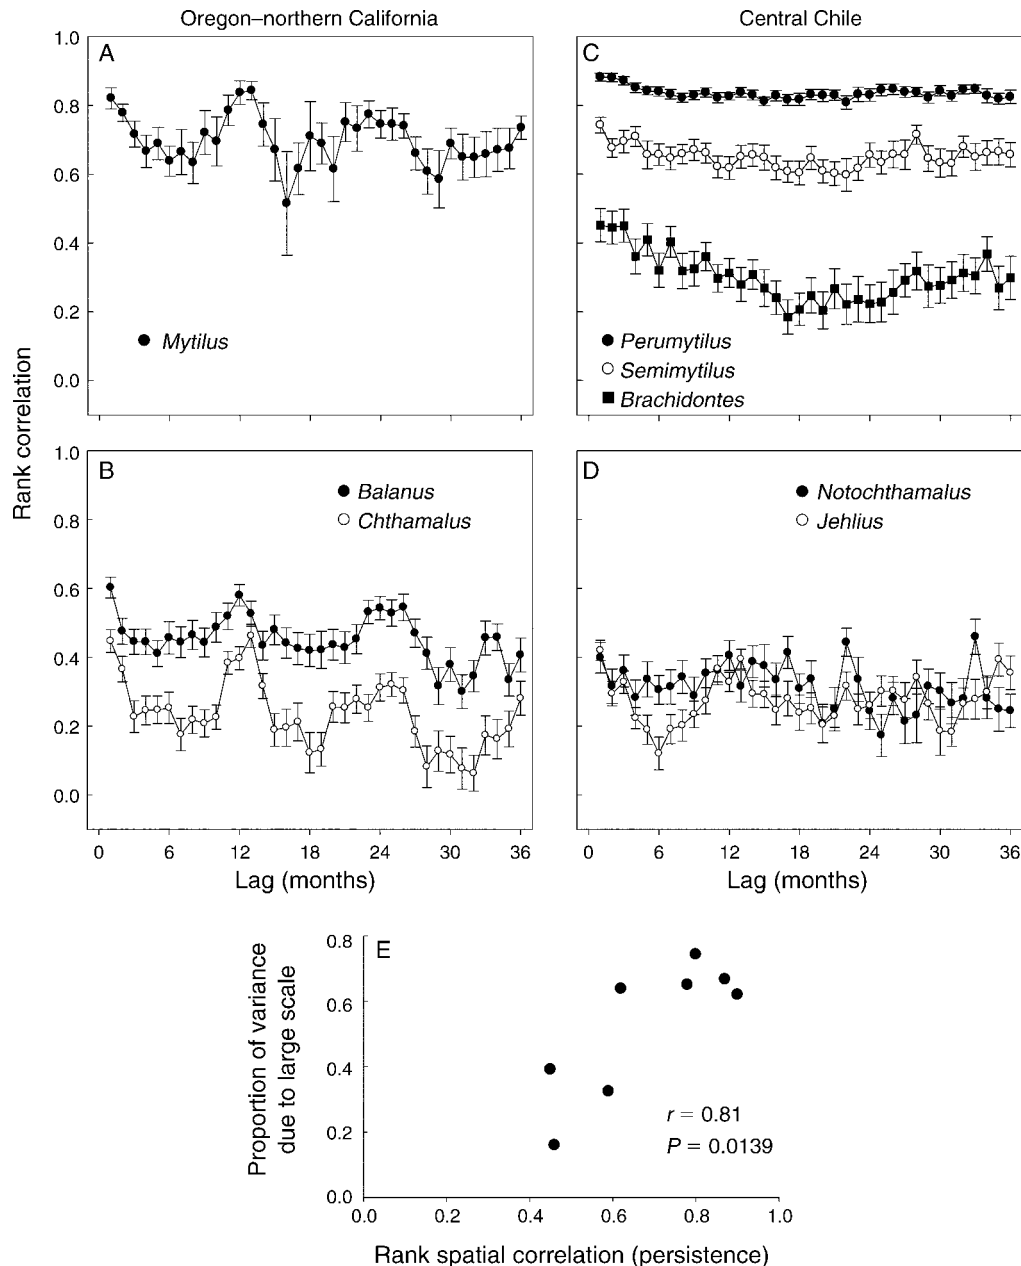 Oregon–northern California
Central Chile
Rank correlation
A
1.0
0.8
0.6
0.4
0.2
0.0
Mytilus
C
Perumytilus
Semimytilus
Brachidontes
B
1.0
0.8
0.6
0.4
0.2
0.0
Balanus
Chthamalus
0 6 12 18 24 30 36
Lag (months)
D
Notochthamalus
Jehlius
0 6 12 18 24 30 36
Lag (months)
E
Proportion of variance
due to large scale
0.8
0.6
0.4
0.2
0.0
r = 0.81
P = 0.0139
0.0 0.2 0.4 0.6 0.8 1.0
Rank spatial correlation (persistence)